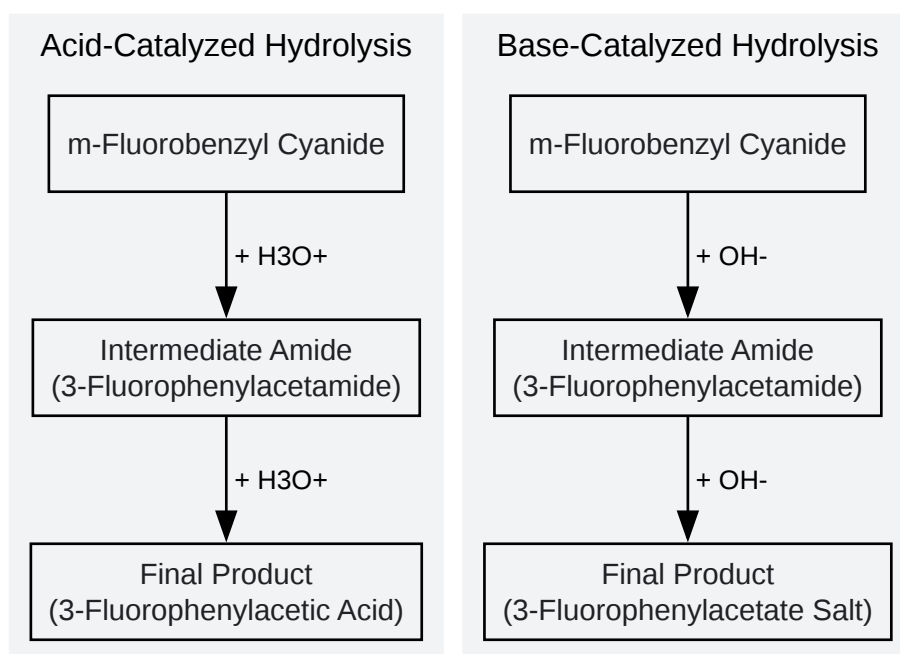 Acid-Catalyzed Hydrolysis
m-Fluorobenzyl Cyanide
+ H3O+
Intermediate Amide
(3-Fluorophenylacetamide)
+ H3O+
Final Product
(3-Fluorophenylacetic Acid)
Base-Catalyzed Hydrolysis
m-Fluorobenzyl Cyanide
+ OH-
Intermediate Amide
(3-Fluorophenylacetamide)
+ OH-
Final Product
(3-Fluorophenylacetate Salt)